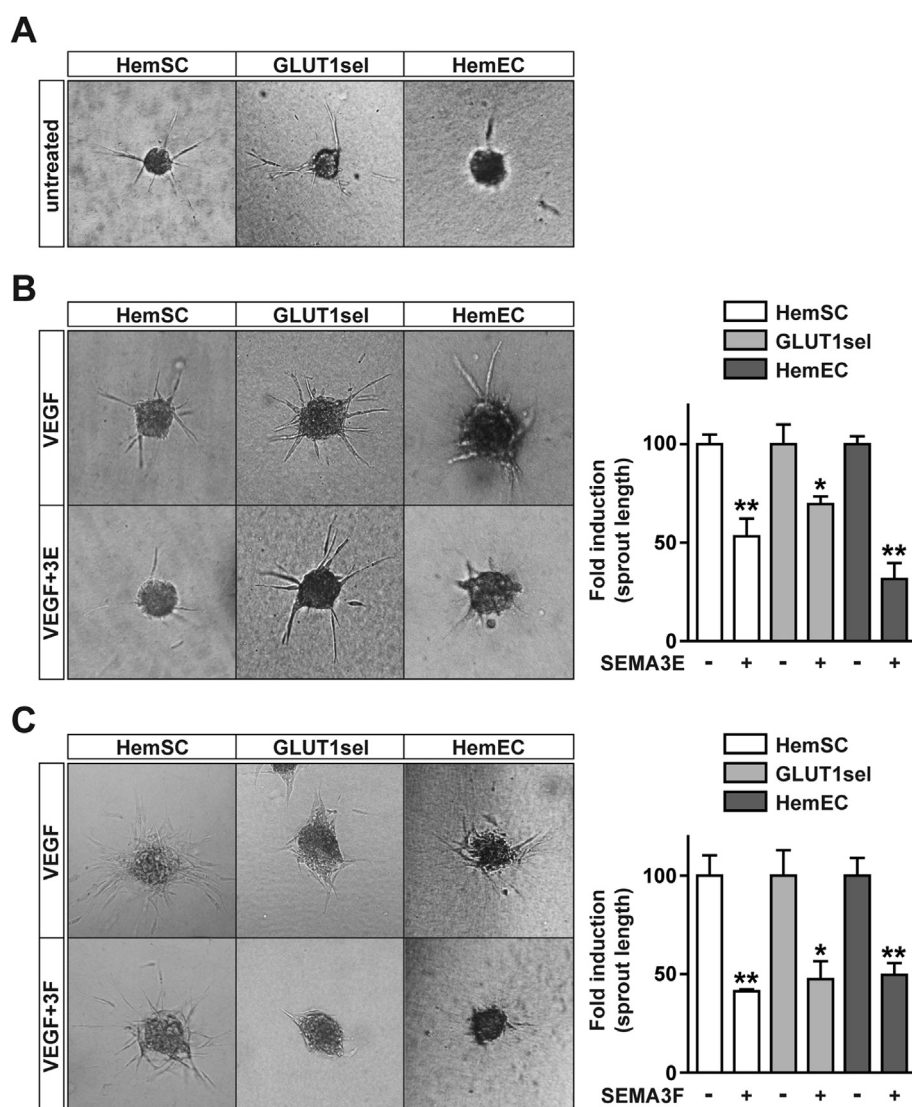 A
HemSC GLUT1sel HemEC
untreated
B
HemSC GLUT1sel HemEC
VEGF
VEGF+3E
HemSC
GLUT1sel
HemEC
Fold induction
(sprout length)
100
50
0
** * **
SEMA3E - + - + - +
C
HemSC GLUT1sel HemEC
VEGF
VEGF+3F
HemSC
GLUT1sel
HemEC
Fold induction
(sprout length)
100
50
0
** * **
SEMA3F - + - + - +